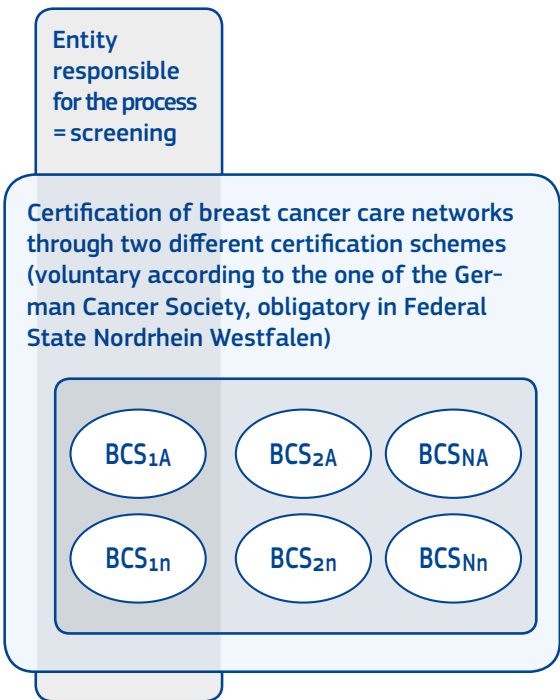 Entity
responsible
for the process
= screening
Certification of breast cancer care networks
through two different certification schemes
(voluntary according to the one of the Ger-
man Cancer Society, obligatory in Federal
State Nordrhein Westfalen)
BCS1A BCS2A BCSNA
BCS1n BCS2n BCSNn